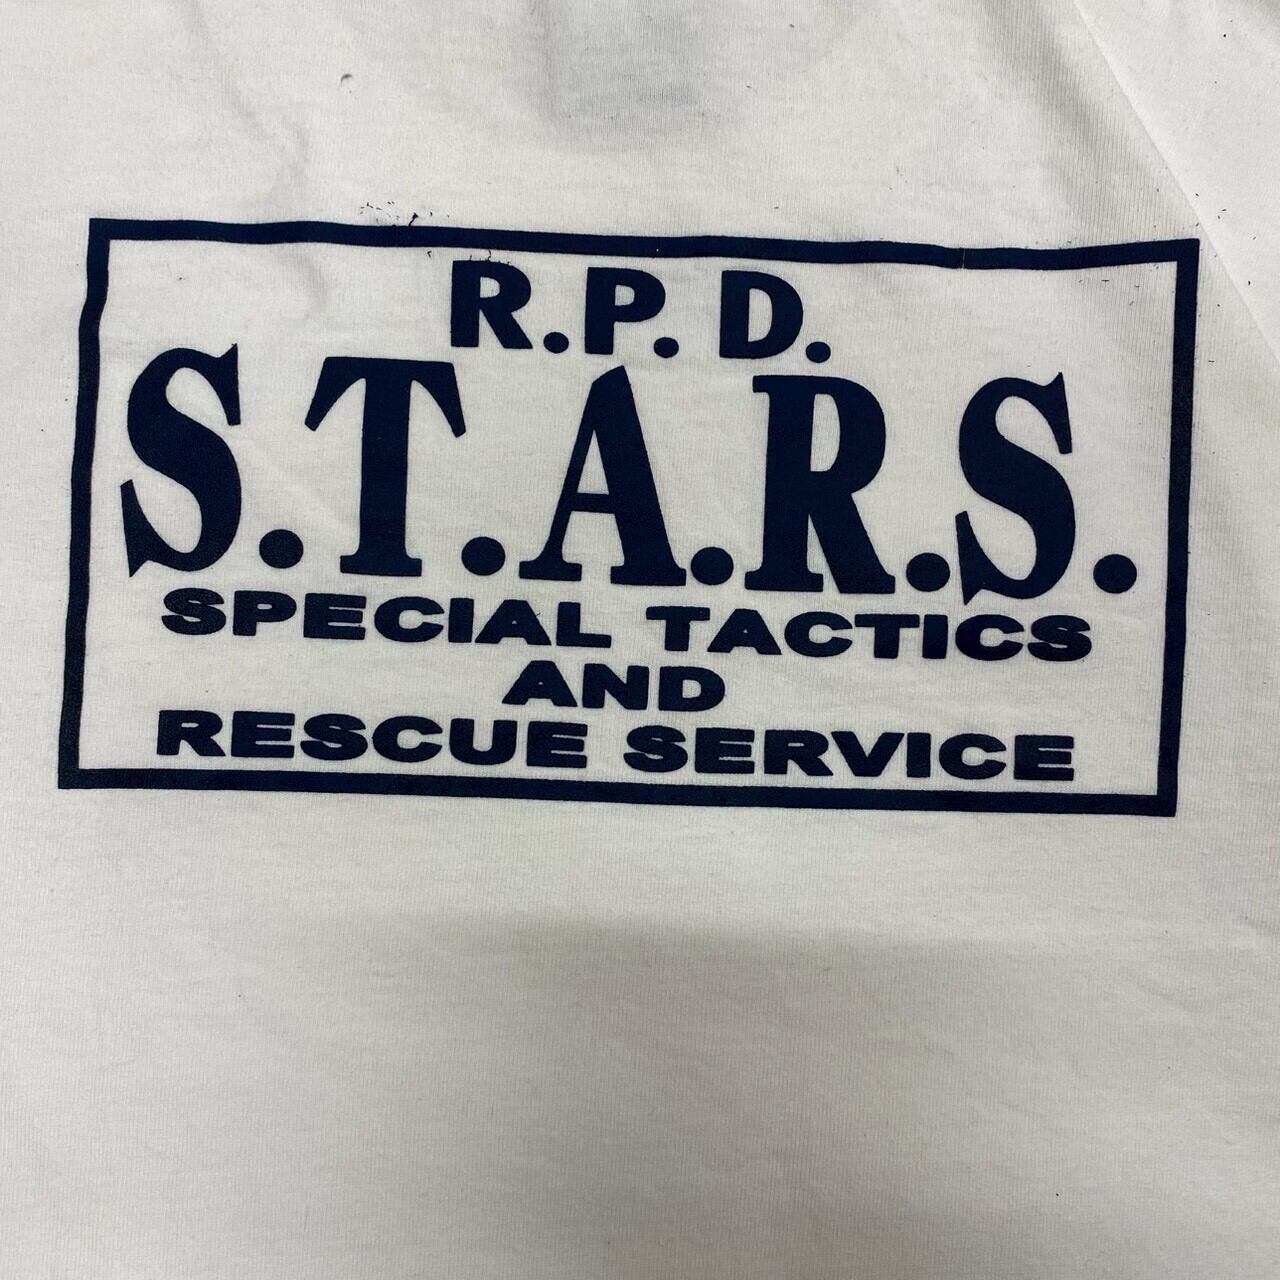 R.P.D.
S.T.A.R.S.
SPECIAL TACTICS
AND
RESCUE SERVICE